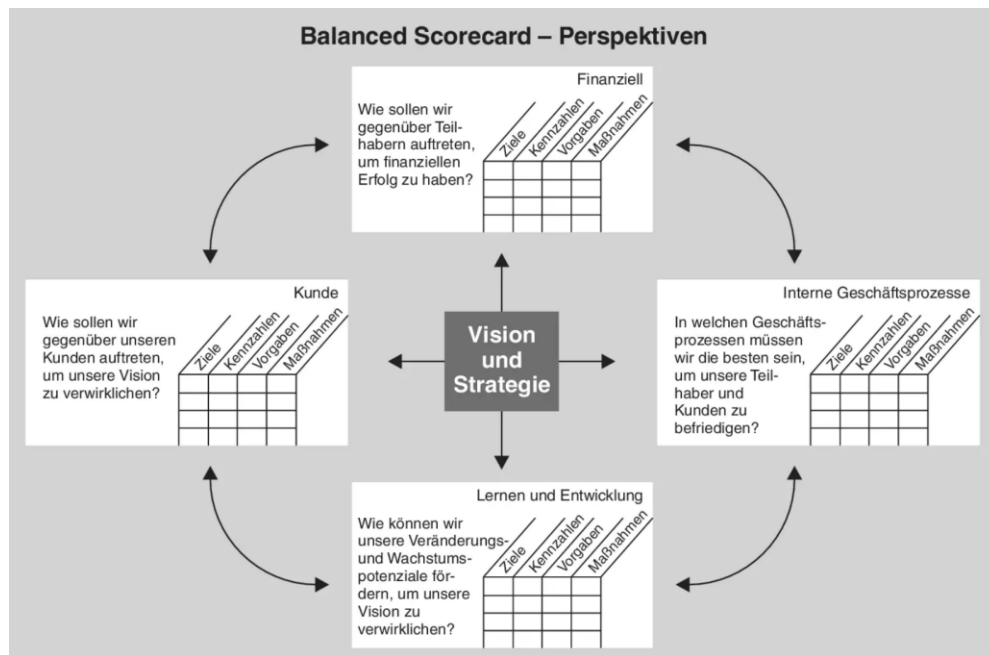 Balanced Scorecard – Perspektiven
Finanziell
Wie sollen wir
gegenüber Teil-
habern auftreten,
um finanziellen
Erfolg zu haben?
Ziele
Kennzahlen
Vorgaben
Maßnahmen
Kunde
Wie sollen wir
gegenüber unseren
Kunden auftreten,
um unsere Vision
zu verwirklichen?
Ziele
Kennzahlen
Vorgaben
Maßnahmen
Vision
und
Strategie
Interne Geschäftsprozesse
In welchen Geschäfts-
prozessen müssen
wir die besten sein,
um unsere Teil-
haber und
Kunden zu
befriedigen?
Ziele
Kennzahlen
Vorgaben
Maßnahmen
Lernen und Entwicklung
Wie können wir
unsere Veränderungs-
und Wachstums-
potenziale för-
dern, um unsere
Vision zu
verwirklichen?
Ziele
Kennzahlen
Vorgaben
Maßnahmen